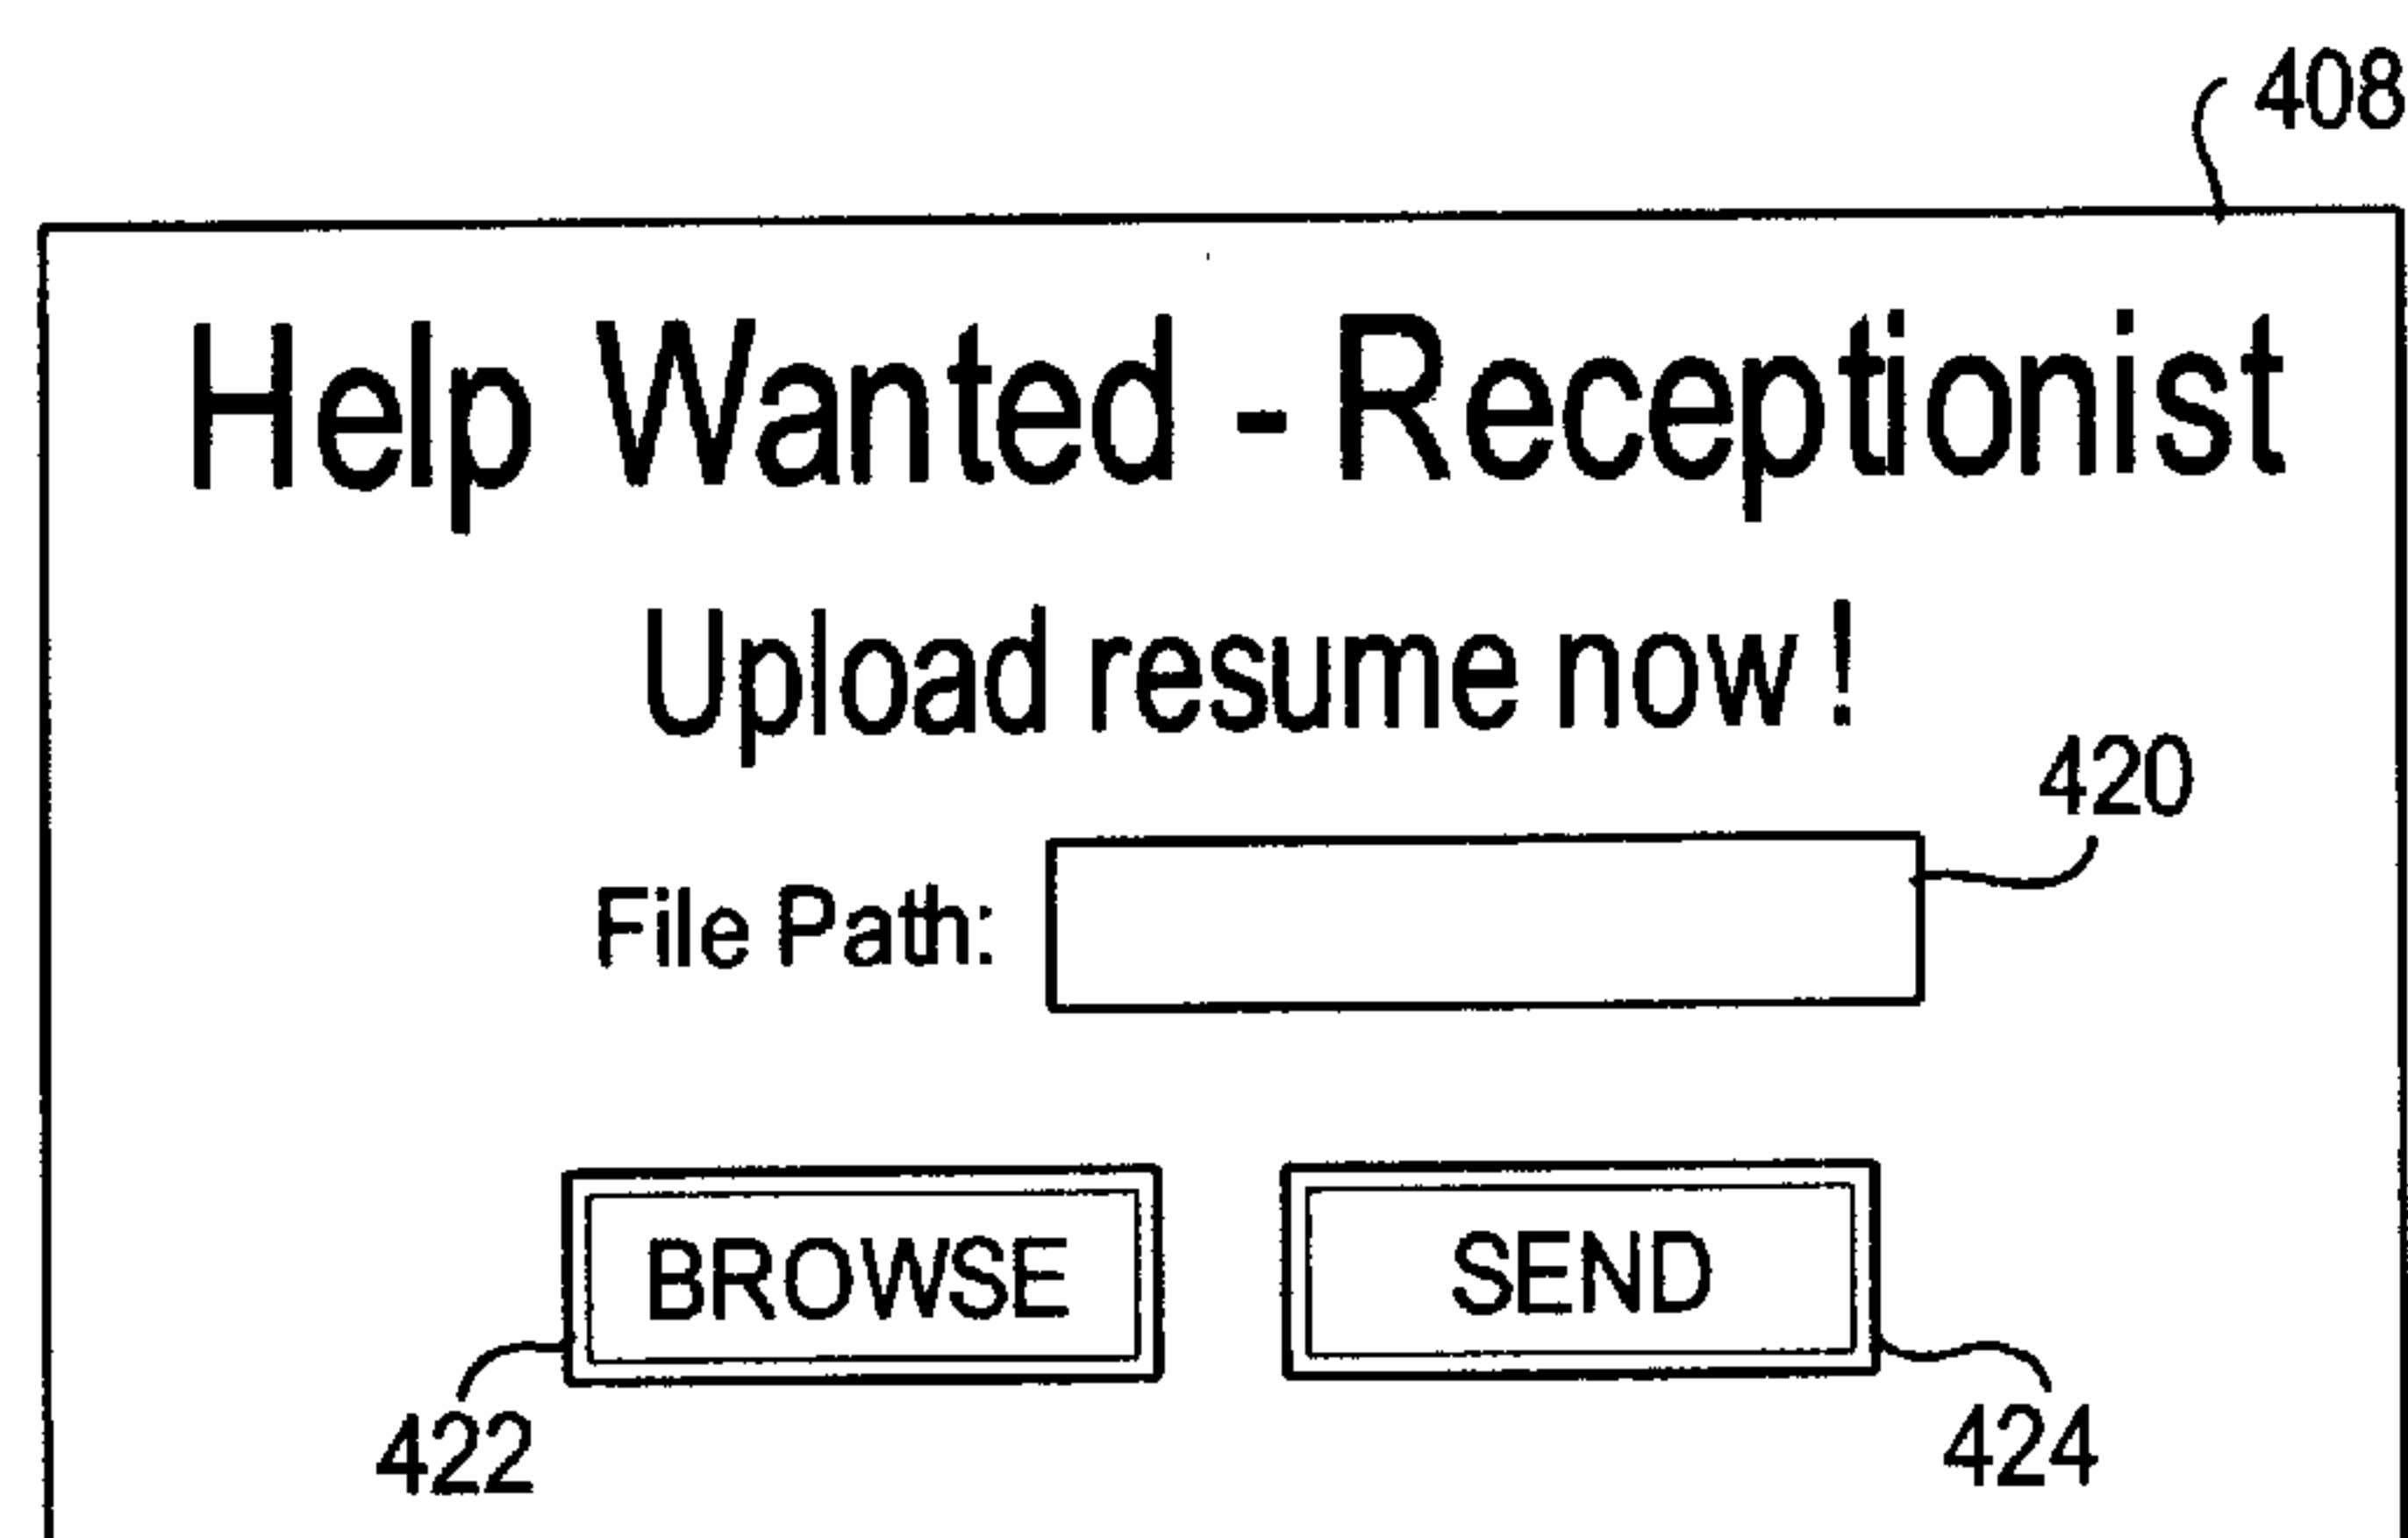 408
Help Wanted - Receptionist
Upload resume now !
420
File Path:
BROWSE SEND
422 424